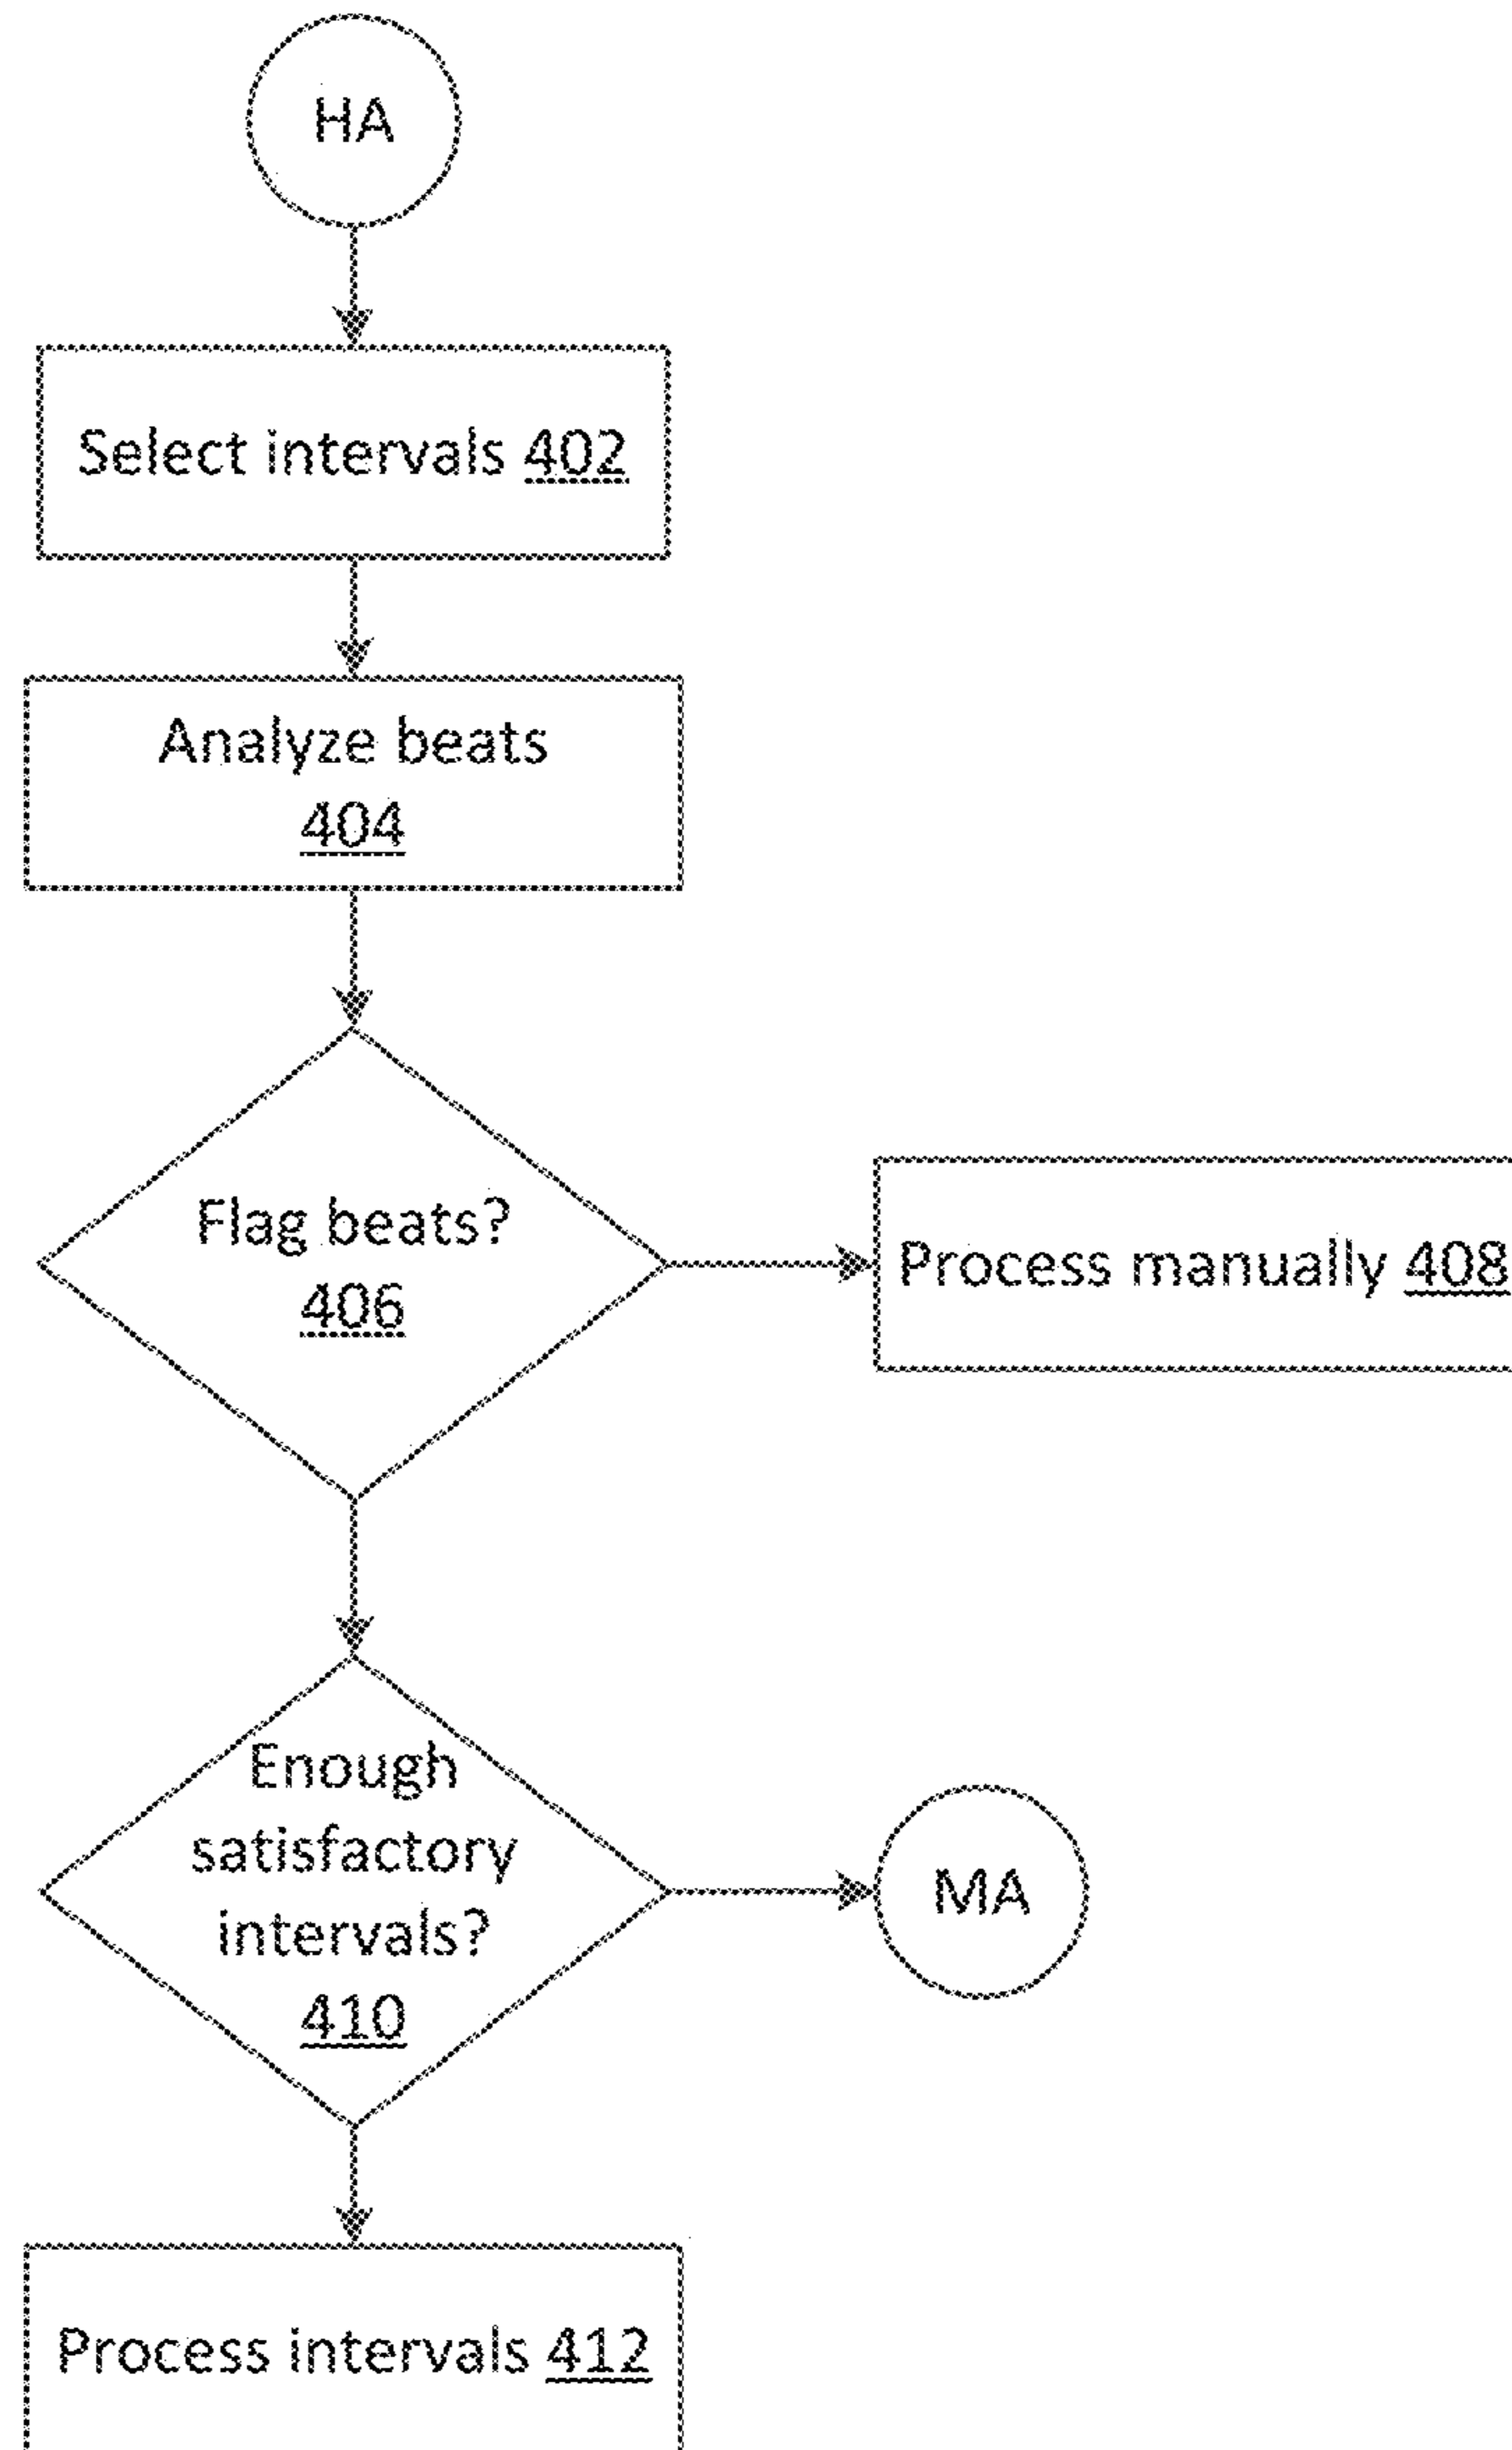 HA
Select intervals 402
Analyze beats
404
Flag beats?
406
Process manually 408
Enough
satisfactory
intervals?
410
MA
Process intervals 412